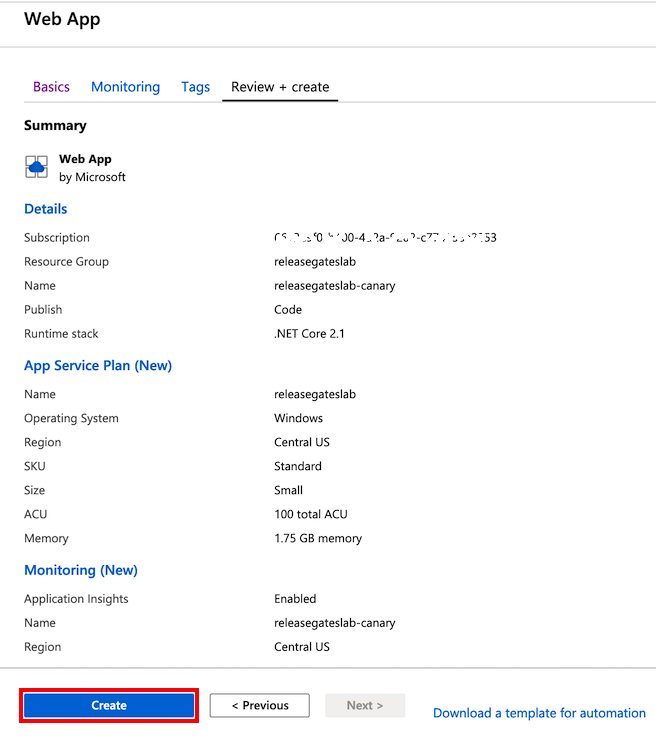 Web App
Basics Monitoring Tags Review + create
Summary
Web App
by Microsoft
Details
Subscription
Resource Group releasegateslab
Name releasegateslab-canary
Publish Code
Runtime stack .NET Core 2.1
App Service Plan (New)
Name releasegateslab
Operating System Windows
Region Central US
SKU Standard
Size Small
ACU 100 total ACU
Memory 1.75 GB memory
Monitoring (New)
Application Insights Enabled
Name releasegateslab-canary
Region Central US
Create < Previous Next > Download a template for automation